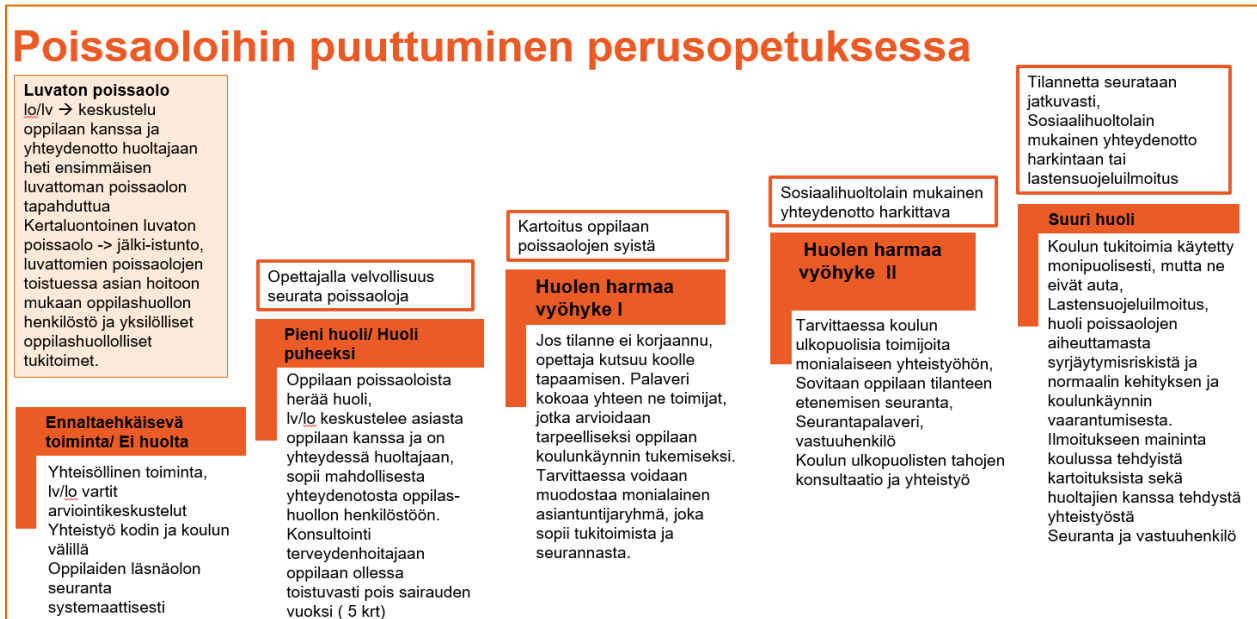 Poissaoloihin puuttuminen perusopetuksessa
Luvaton poissaolo
lo/lv → keskustelu
oppilaan kanssa ja
yhteydenotto huoltajaan
heti ensimmäisen
luvattoman poissaolon
tapahduttua
Kertaluontoinen luvaton
poissaolo -> jälki-istunto,
luvattomien poissaolojen
toistuessa asian hoitoon
mukaan oppilashuollon
henkilöstö ja yksilölliset
oppilashuollolliset
tukitoimet.
Ennaltaehkäisevä
toiminta/ Ei huolta
Yhteisöllinen toiminta,
lv/lo vartit
arviointikeskustelut
Yhteistyö kodin ja koulun
välillä
Oppilaiden läsnäolon
seuranta
systemaattisesti
Opettajalla velvollisuus
seurata poissaoloja
Pieni huoli/ Huoli
puheeksi
Oppilaan poissaoloista
herää huoli,
lv/lo keskustelee asiasta
oppilaan kanssa ja on
yhteydessä huoltajaan,
sopii mahdollisesta
yhteydenotosta oppilas-
huollon henkilöstöön.
Konsultointi
terveydenhoitajaan
oppilaan ollessa
toistuvasti pois sairauden
vuoksi ( 5 krt)
Kartoitus oppilaan
poissaolojen syistä
Huolen harmaa
vyöhyke I
Jos tilanne ei korjaannu,
opettaja kutsuu koolle
tapaamisen. Palaveri
kokoaa yhteen ne toimijat,
jotka arvioidaan
tarpeelliseksi oppilaan
koulunkäynnin tukemiseksi.
Tarvittaessa voidaan
muodostaa monialainen
asiantuntijaryhmä, joka
sopii tukitoimista ja
seurannasta.
Sosiaalihuoltolain mukainen
yhteydenotto harkittava
Huolen harmaa
vyöhyke II
Tarvittaessa koulun
ulkopuolisia toimijoita
monialaiseen yhteistyöhön,
Sovitaan oppilaan tilanteen
etenemisen seuranta,
Seurantapalaveri,
vastuuhenkilö
Koulun ulkopuolisten tahojen
konsultaatio ja yhteistyö
Tilannetta seurataan
jatkuvasti,
Sosiaalihuoltolain
mukainen yhteydenotto
harkintaan tai
lastensuojeluilmoitus
Suuri huoli
Koulun tukitoimia käytetty
monipuolisesti, mutta ne
eivät auta,
Lastensuojeluilmoitus,
huoli poissaolojen
aiheuttamasta
syrjäytymisriskistä ja
normaalin kehityksen ja
koulunkäynnin
vaarantumisesta.
Ilmoitukseen maininta
koulussa tehdyistä
kartoituksista sekä
huoltajien kanssa tehdystä
yhteistyöstä
Seuranta ja vastuuhenkilö